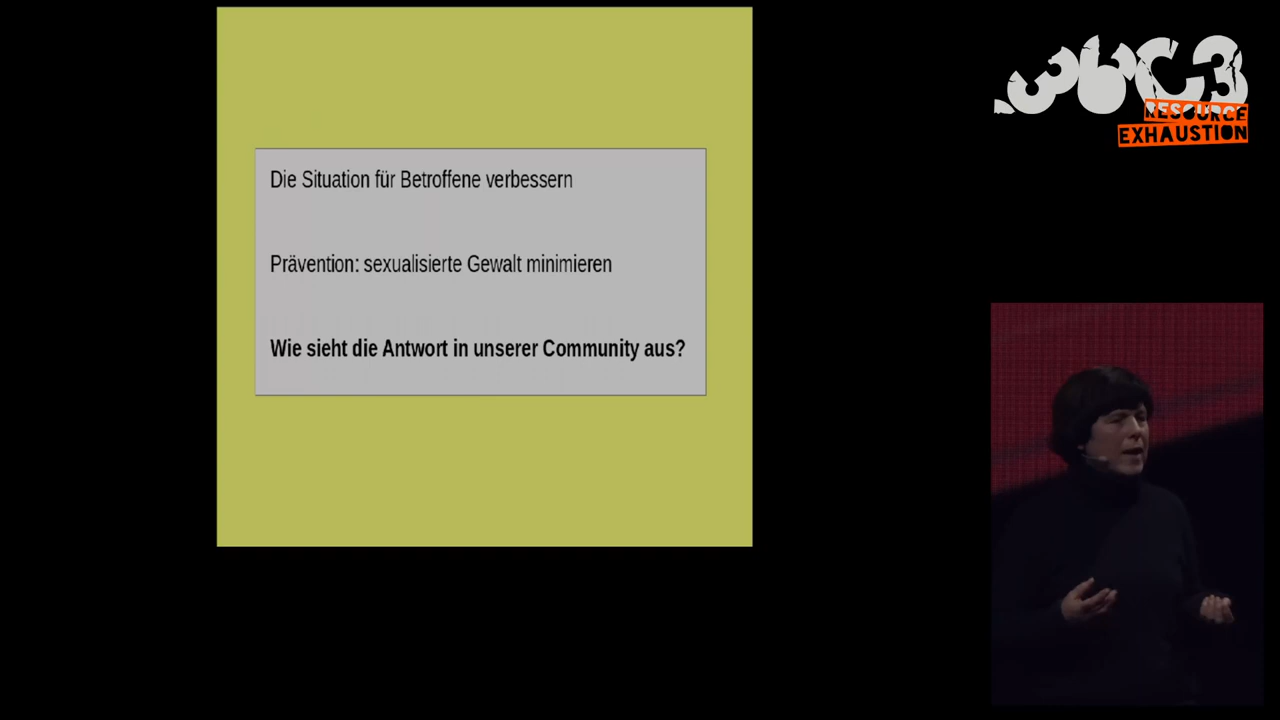 Die Situation für Betroffene verbessern
Prävention: sexualisierte Gewalt minimieren
Wie sieht die Antwort in unserer Community aus?
36C3
RESOURCE
EXHAUSTION